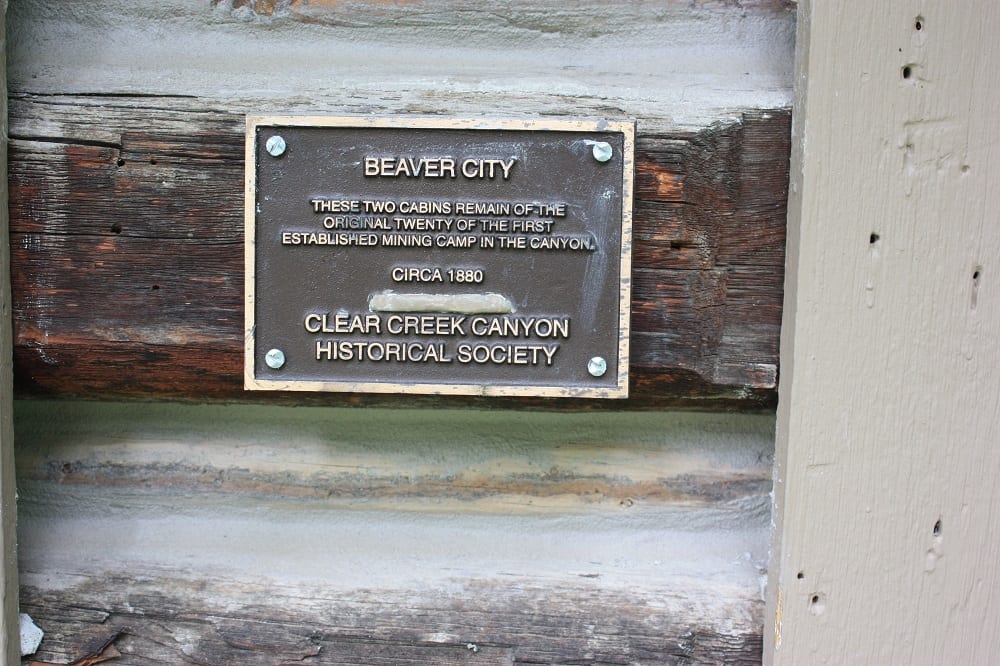 BEAVER CITY
THESE TWO CABINS REMAIN OF THE
ORIGINAL TWENTY OF THE FIRST
ESTABLISHED MINING CAMP IN THE CANYON.
CIRCA 1880
CLEAR CREEK CANYON
HISTORICAL SOCIETY